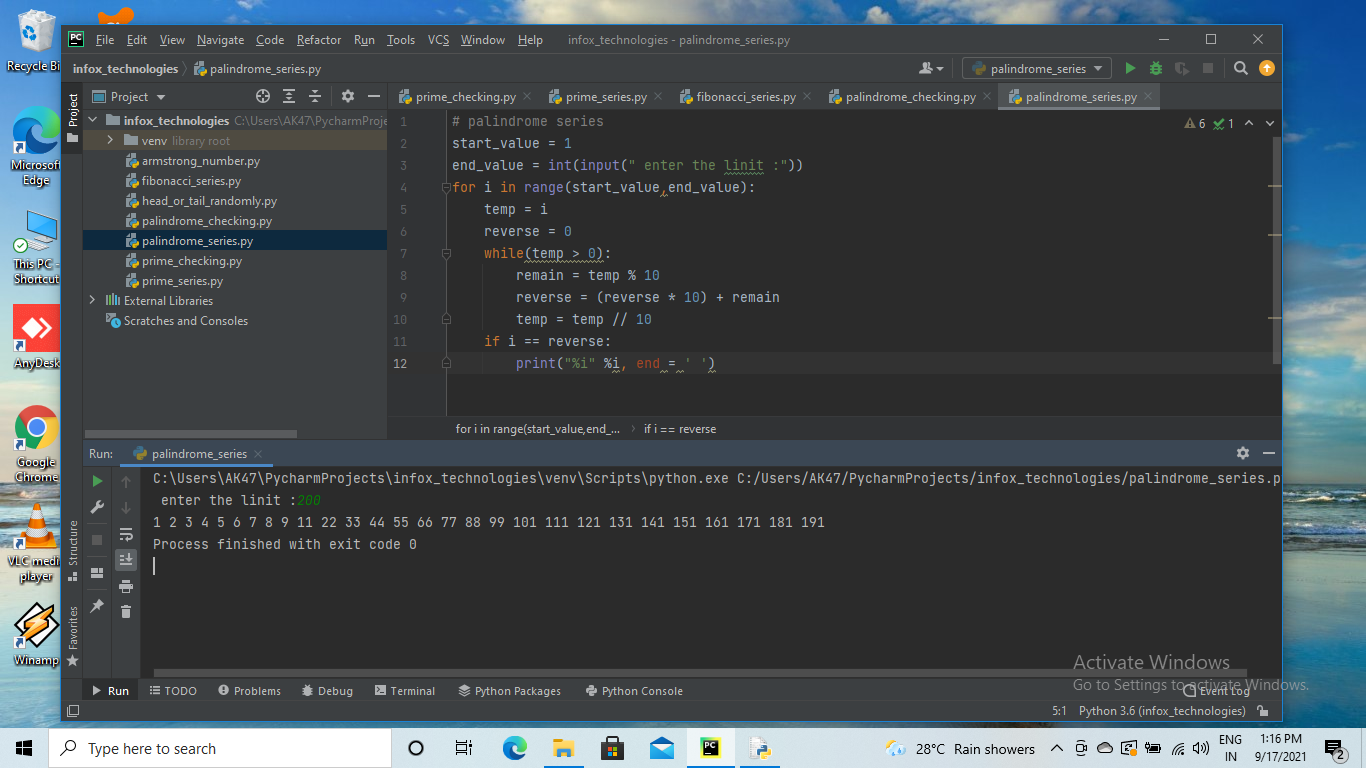 Recycle Bi
Microsoft
Edge
This PC -
Shortcut
AnyDesk
Google
Chrome
VLC medi
player
Winamp
PC File Edit View Navigate Code Refactor Run Tools VCS Window Help infox_technologies - palindrome_series.py
infox_technologies palindrome_series.py palindrome_series
Project
Project
prime_checking.py prime_series.py fibonacci_series.py palindrome_checking.py palindrome_series.py
infox_technologies C:\Users\AK47\PycharmProje
venv library root
armstrong_number.py
fibonacci_series.py
head_or_tail_randomly.py
palindrome_checking.py
palindrome_series.py
prime_checking.py
prime_series.py
External Libraries
Scratches and Consoles
6 1
1 # palindrome series
2 start_value = 1
3 end_value = int(input(" enter the linit :"))
4 for i in range(start_value,end_value):
5 temp = i
6 reverse = 0
7 while(temp > 0):
8 remain = temp % 10
9 reverse = (reverse * 10) + remain
10 temp = temp // 10
11 if i == reverse:
12 print("%i" %i, end = ' ')
for i in range(start_value,end_... if i == reverse
Run: palindrome_series
C:\Users\AK47\PycharmProjects\infox_technologies\venv\Scripts\python.exe C:/Users/AK47/PycharmProjects/infox_technologies/palindrome_series.p
enter the linit :200
1 2 3 4 5 6 7 8 9 11 22 33 44 55 66 77 88 99 101 111 121 131 141 151 161 171 181 191
Process finished with exit code 0
Structure
Favorites
Activate Windows
Go to Settings to activate Windows.
Run TODO Problems Debug Terminal Python Packages Python Console Event Log
5:1 Python 3.6 (infox_technologies)
Type here to search
PC
28°C Rain showers
ENG
IN
1:16 PM
9/17/2021
2